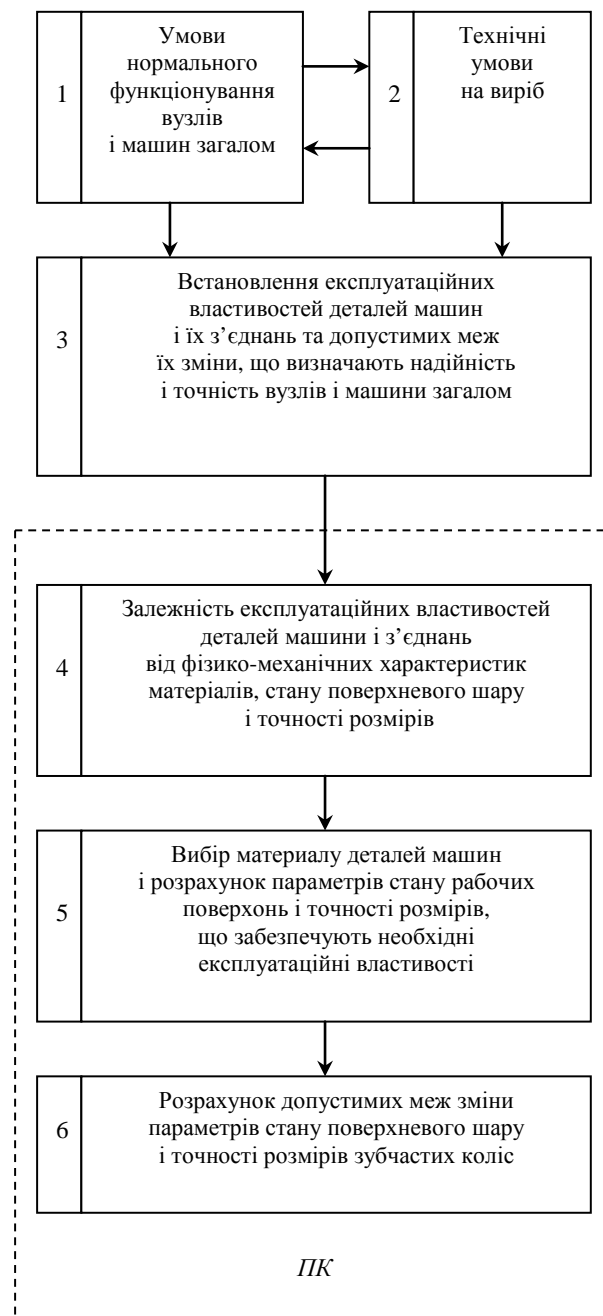 1
Умови
нормального
функціонування
вузлів
і машин загалом
2
Технічні
умови
на виріб
3
Встановлення експлуатаційних
властивостей деталей машин
і їх з’єднань та допустимих меж
їх зміни, що визначають надійність
і точність вузлів і машини загалом
4
Залежність експлуатаційних властивостей
деталей машини і з’єднань
від фізико-механічних характеристик
матеріалів, стану поверхневого шару
і точності розмірів
5
Вибір материалу деталей машин
і розрахунок параметрів стану рабочих
поверхонь і точності розмірів,
що забезпечують необхідні
експлуатаційні властивості
6
Розрахунок допустимих меж зміни
параметрів стану поверхневого шару
і точності розмірів зубчастих коліс
ПК